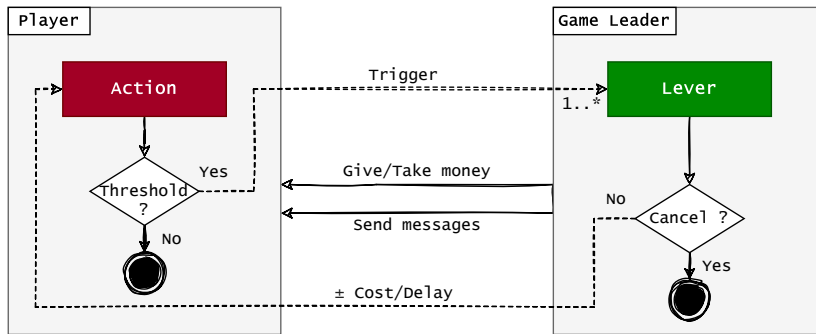 Player
Game Leader
Action
Trigger
1..*
Lever
Threshold
?
Yes
No
Give/Take money
Send messages
No
Cancel ?
Yes
± Cost/Delay